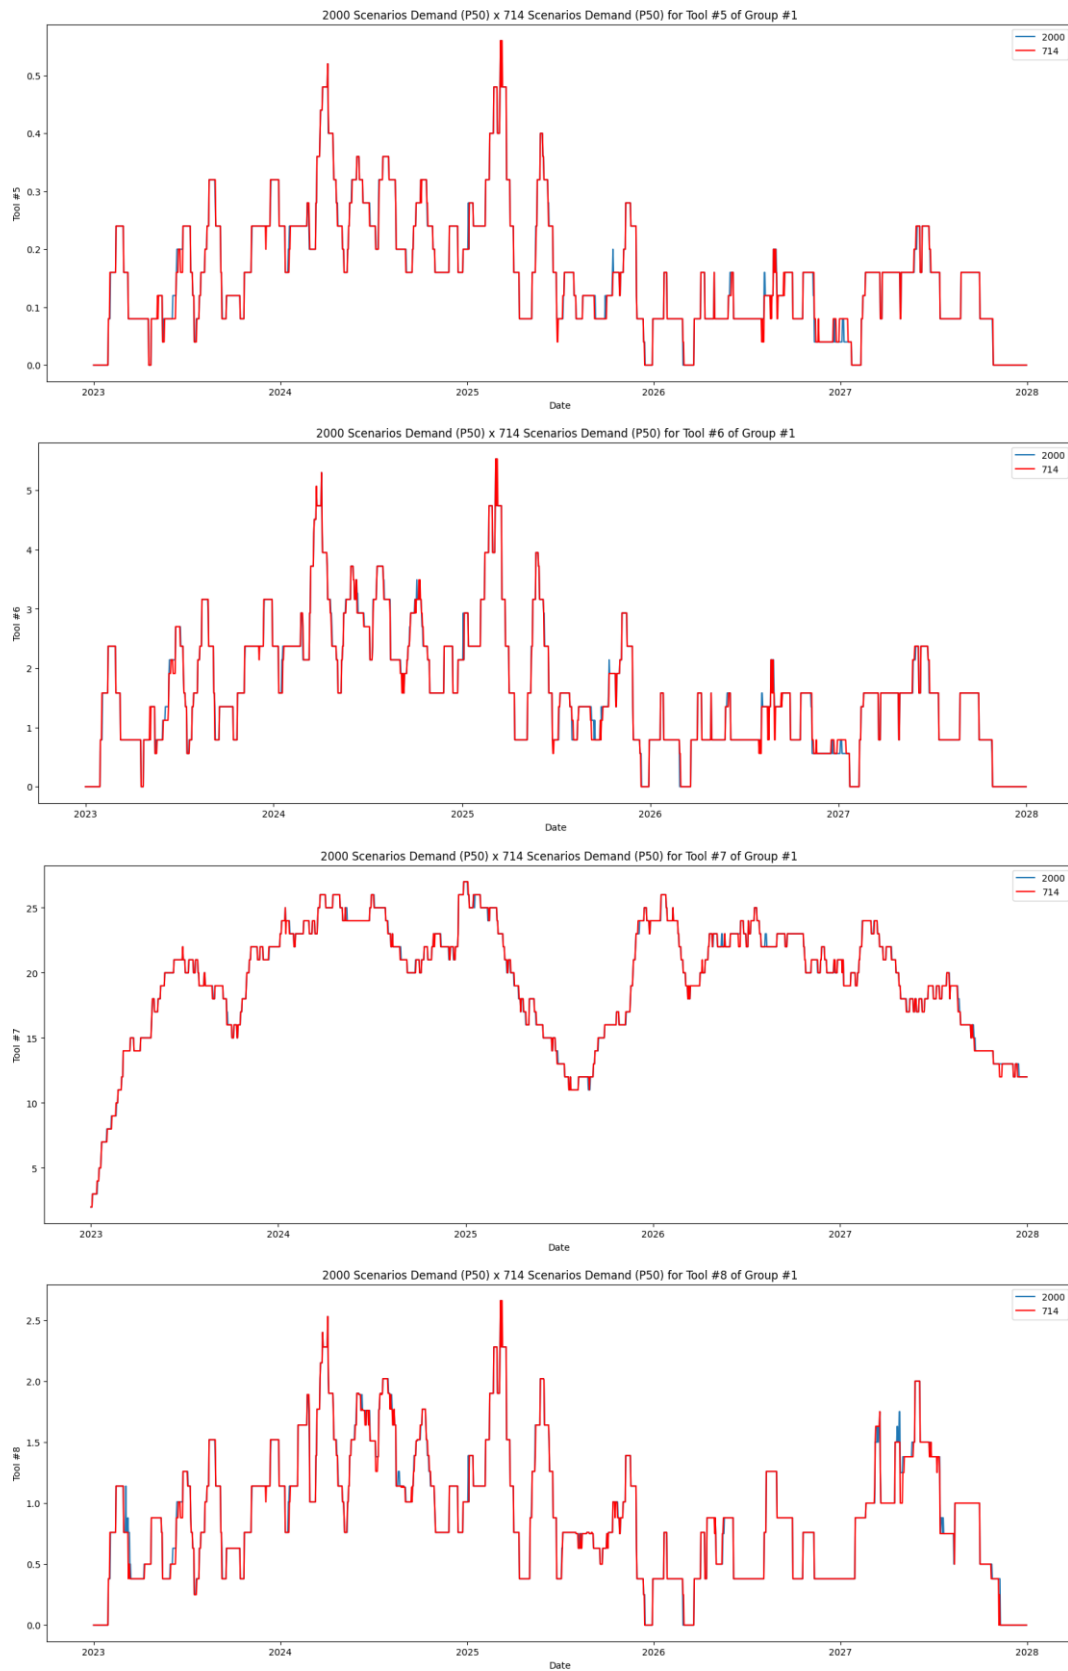 2000 Scenarios Demand (P50) x 714 Scenarios Demand (P50) for Tool #5 of Group #1
2000
714
0.5
0.4
0.3
0.2
0.1
0.0
Tool #5
2023 2024 2025 2026 2027 2028
Date
2000 Scenarios Demand (P50) x 714 Scenarios Demand (P50) for Tool #6 of Group #1
2000
714
5
4
3
2
1
0
Tool #6
2023 2024 2025 2026 2027 2028
Date
2000 Scenarios Demand (P50) x 714 Scenarios Demand (P50) for Tool #7 of Group #1
2000
714
25
20
15
10
5
Tool #7
2023 2024 2025 2026 2027 2028
Date
2000 Scenarios Demand (P50) x 714 Scenarios Demand (P50) for Tool #8 of Group #1
2000
714
2.5
2.0
1.5
1.0
0.5
0.0
Tool #8
2023 2024 2025 2026 2027 2028
Date